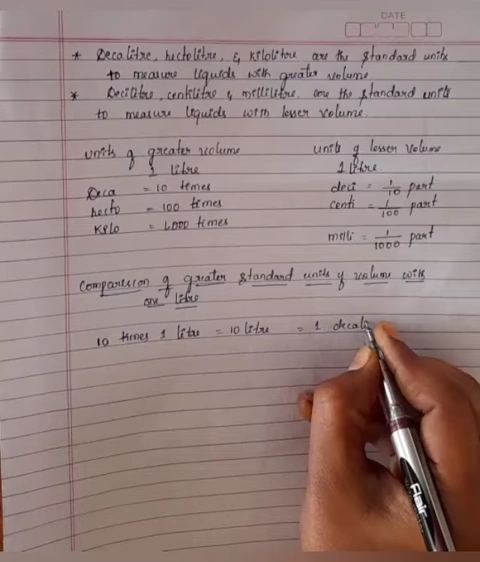 DATE
* Decalitre, hectolitre, & kilolitre are the standard units
to measure liquids with greater volume
* Decilitre, centilitre & millilitre are the standard units
to measure liquids with lesser volume.
units of greater volume
1 litre
Deca = 10 times
hecto = 100 times
Kilo = 1,000 times
units of lesser volume
1 litre.
deci = 1/10 part
centi = 1/100 part
milli = 1/1000 part
comparision of greater standard units of volume with
one litre
10 times 1 litre = 10 litre = 1 decali
Flair